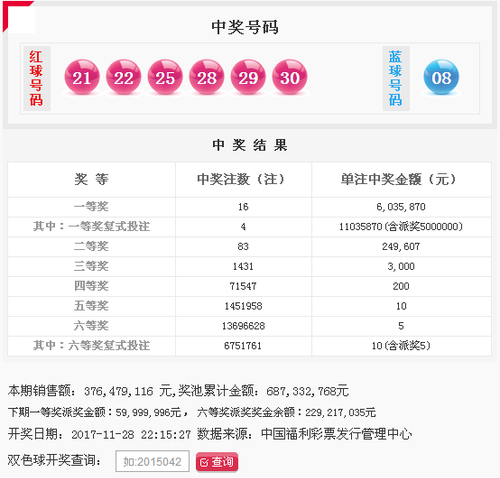 中奖号码
红球号码 21 22 25 28 29 30 蓝球号码 08
中 奖 结 果
奖 等 中奖注数（注） 单注中奖金额（元）
一等奖 16 6,035,870
其中：一等奖复式投注 4 11035870(含派奖5000000)
二等奖 83 249,607
三等奖 1431 3,000
四等奖 71547 200
五等奖 1451958 10
六等奖 13696628 5
其中：六等奖复式投注 6751761 10(含派奖5)
本期销售额：376,479,116 元,奖池累计金额：687,332,768元
下期一等奖派奖金额：59,999,996元， 六等奖派奖奖金余额：229,217,035元
开奖日期：2017-11-28 22:15:27 数据来源：中国福利彩票发行管理中心
双色球开奖查询： 如:2015042 查询